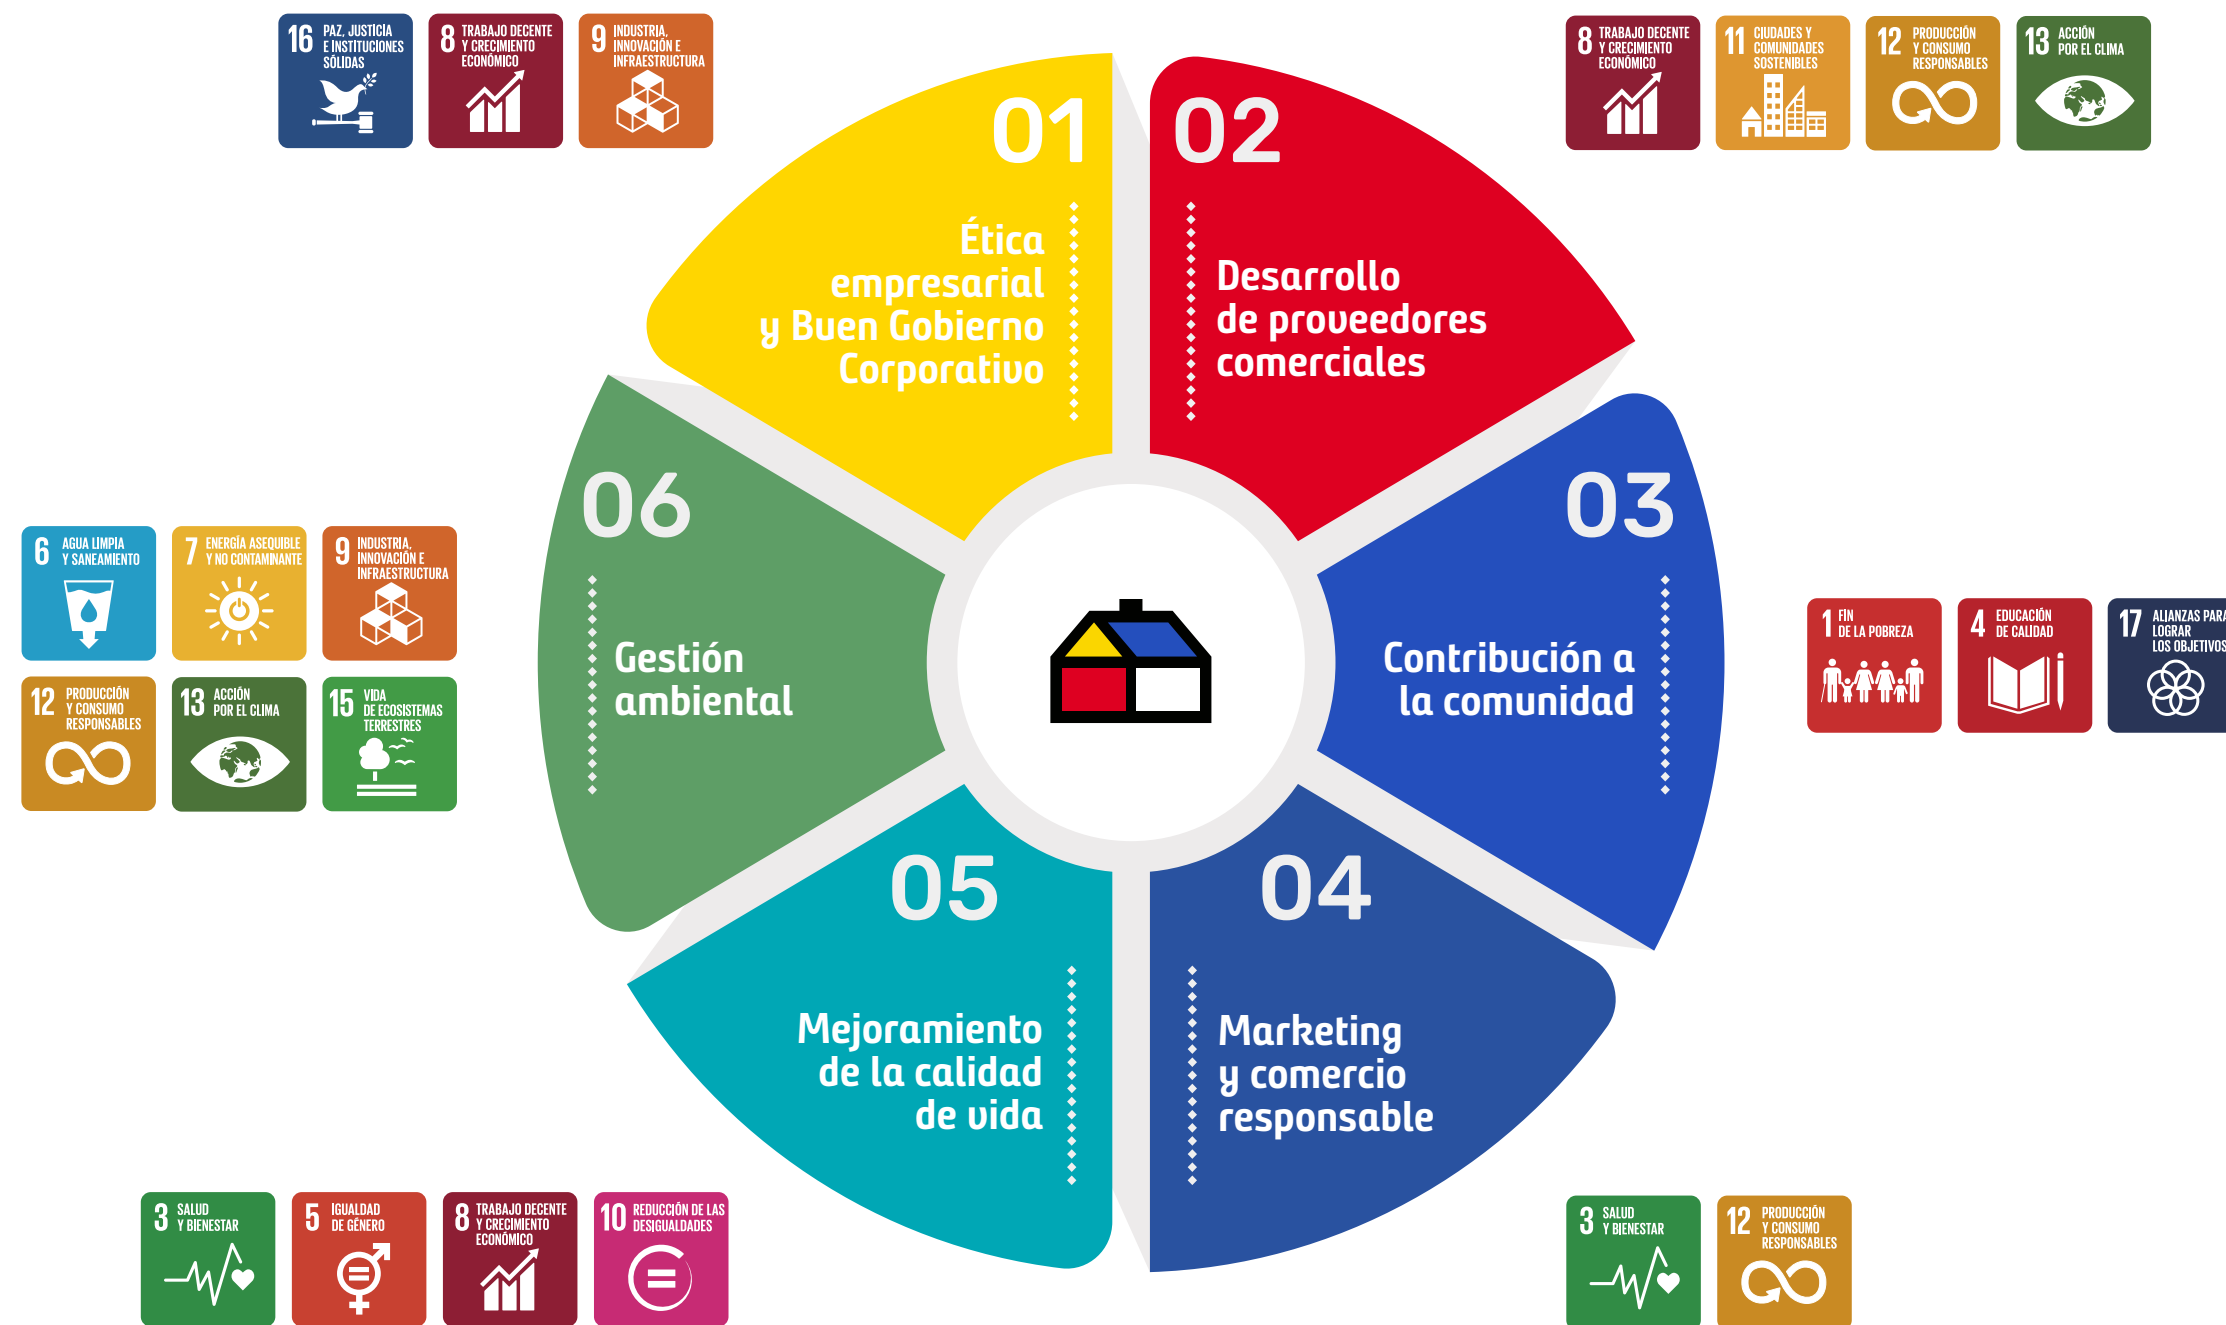 16 PAZ, JUSTICIA
E INSTITUCIONES
SÓLIDAS
8 TRABAJO DECENTE
Y CRECIMIENTO
ECONÓMICO
9 INDUSTRIA,
INNOVACIÓN E
INFRAESTRUCTURA
01
Ética
empresarial
y Buen Gobierno
Corporativo
02
Desarrollo
de proveedores
comerciales
8 TRABAJO DECENTE
Y CRECIMIENTO
ECONÓMICO
11 CIUDADES Y
COMUNIDADES
SOSTENIBLES
12 PRODUCCIÓN
Y CONSUMO
RESPONSABLES
13 ACCIÓN
POR EL CLIMA
6 AGUA LIMPIA
Y SANEAMIENTO
7 ENERGÍA ASEQUIBLE
Y NO CONTAMINANTE
9 INDUSTRIA,
INNOVACIÓN E
INFRAESTRUCTURA
12 PRODUCCIÓN
Y CONSUMO
RESPONSABLES
13 ACCIÓN
POR EL CLIMA
15 VIDA
DE ECOSISTEMAS
TERRESTRES
06
Gestión
ambiental
03
Contribución a
la comunidad
1 FIN
DE LA POBREZA
4 EDUCACIÓN
DE CALIDAD
17 ALIANZAS PARA
LOGRAR
LOS OBJETIVOS
05
Mejoramiento
de la calidad
de vida
04
Marketing
y comercio
responsable
3 SALUD
Y BIENESTAR
5 IGUALDAD
DE GÉNERO
8 TRABAJO DECENTE
Y CRECIMIENTO
ECONÓMICO
10 REDUCCIÓN DE LAS
DESIGUALDADES
3 SALUD
Y BIENESTAR
12 PRODUCCIÓN
Y CONSUMO
RESPONSABLES